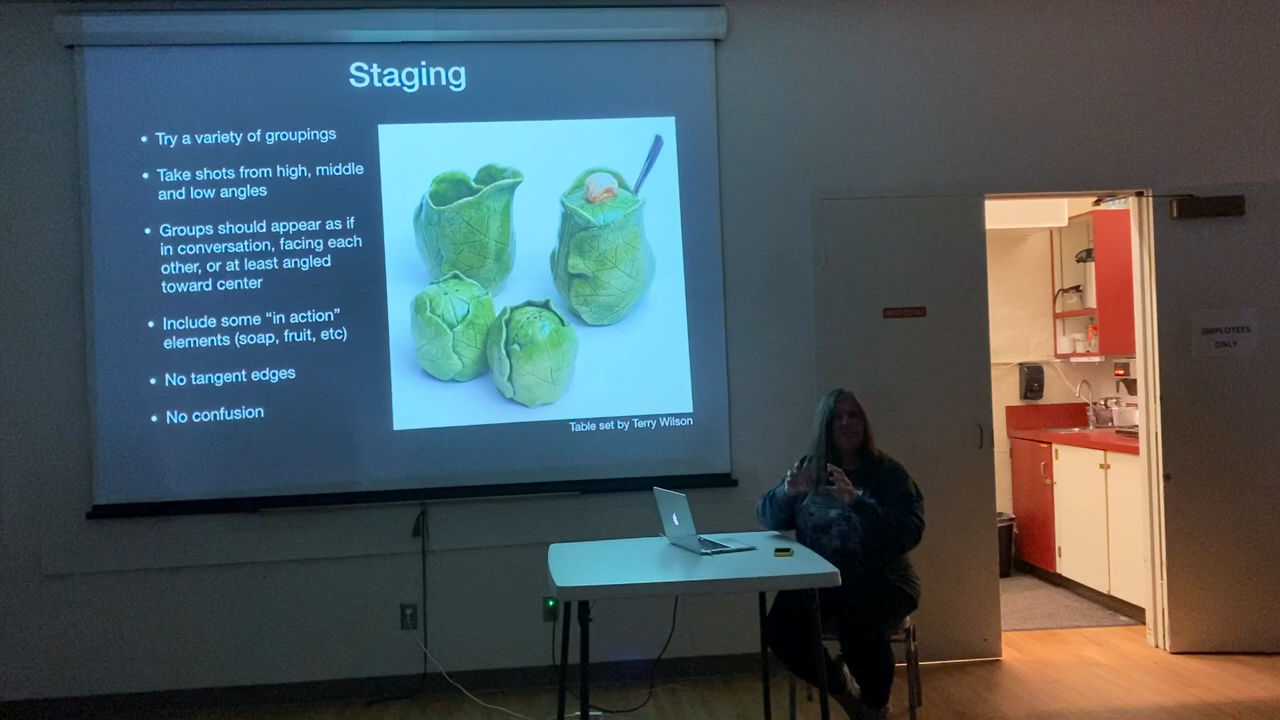 Staging
• Try a variety of groupings
• Take shots from high, middle
and low angles
• Groups should appear as if
in conversation, facing each
other, or at least angled
toward center
• Include some “in action”
elements (soap, fruit, etc)
• No tangent edges
• No confusion
Table set by Terry Wilson
EMPLOYEES
ONLY